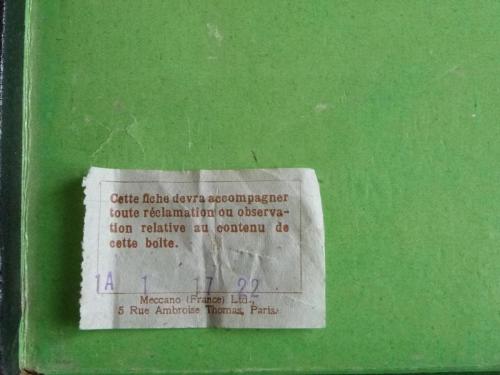 Cette fiche devra accompagner
toute réclamation ou observa-
tion relative au contenu de
cette boîte.
1A 1 17 22
Meccano (France) Ltd.,
5 Rue Ambroise Thomas, Paris.